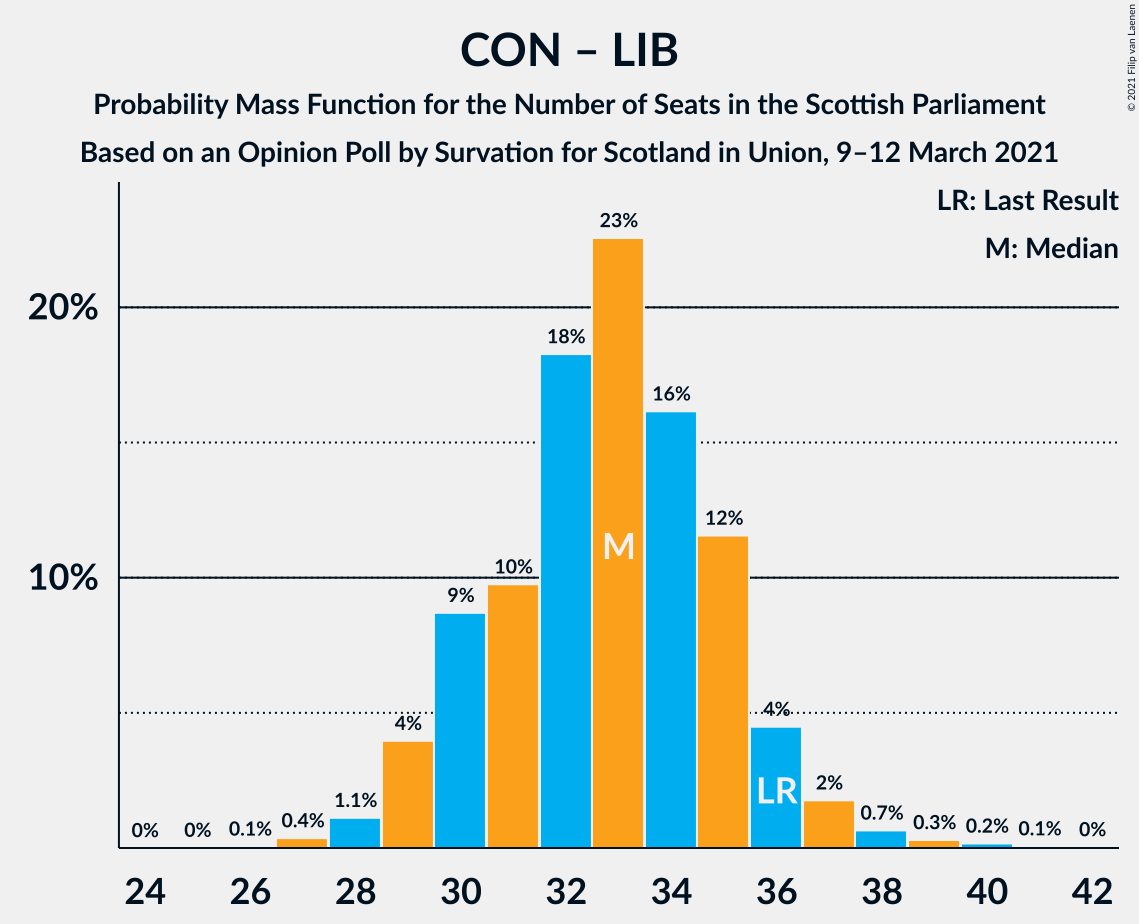 CON – LIB
Probability Mass Function for the Number of Seats in the Scottish Parliament
Based on an Opinion Poll by Survation for Scotland in Union, 9–12 March 2021
© 2021 Filip van Laenen
LR: Last Result
M: Median
20%
10%
0%
0%
0.1%
0.4%
1.1%
4%
9%
10%
18%
23%
16%
12%
4%
2%
0.7%
0.3%
0.2%
0.1%
0%
M
LR
24 26 28 30 32 34 36 38 40 42